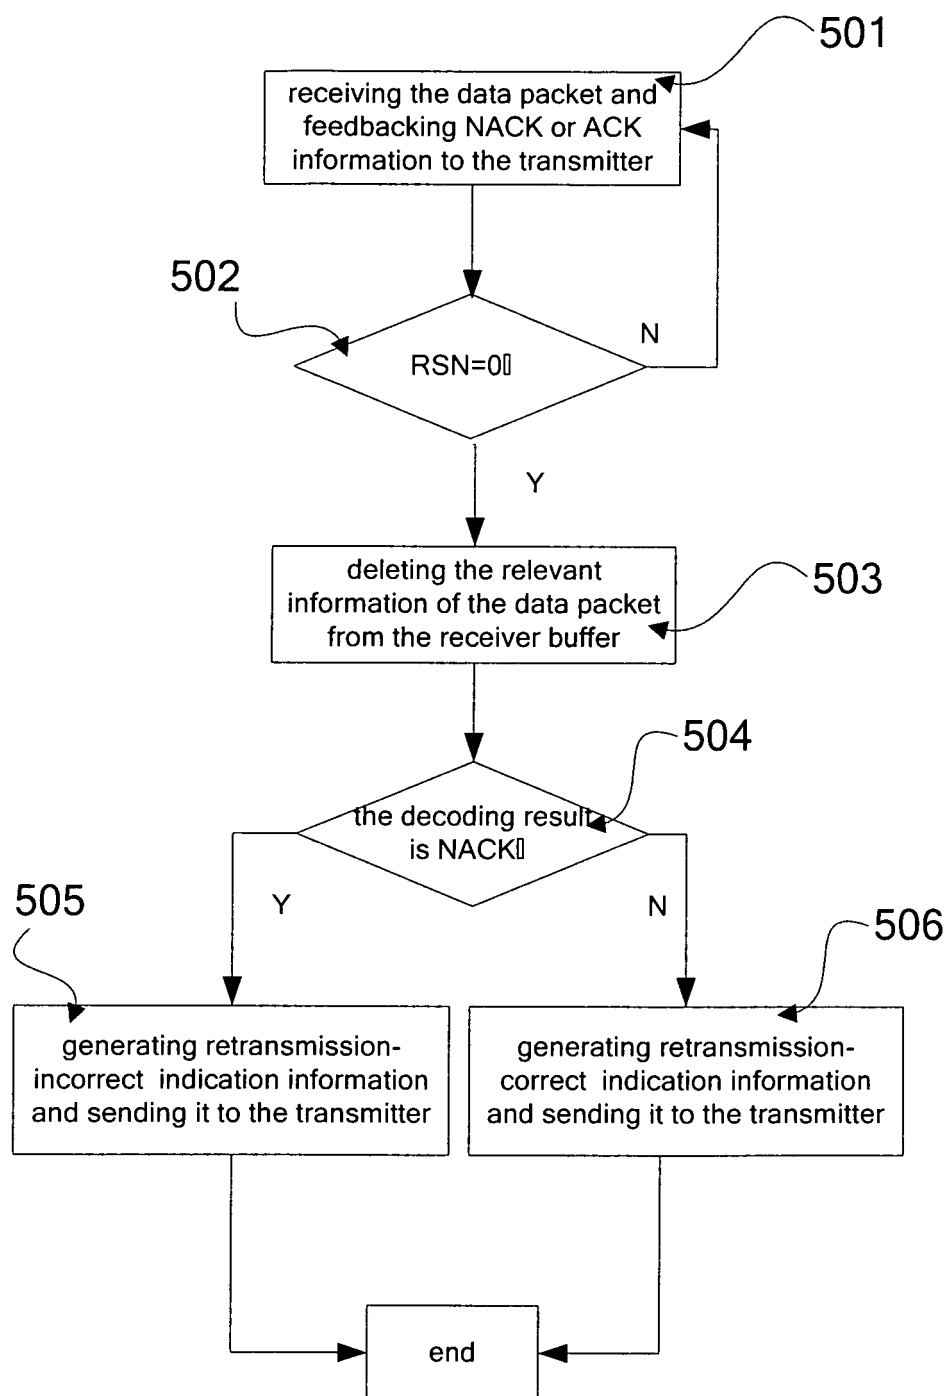 501
receiving the data packet and
feedbacking NACK or ACK
information to the transmitter
502
N
RSN=0▯
Y
deleting the relevant
information of the data packet
from the receiver buffer
503
504
the decoding result
is NACK▯
505
Y
N
506
generating retransmission-
incorrect indication information
and sending it to the transmitter
generating retransmission-
correct indication information
and sending it to the transmitter
end